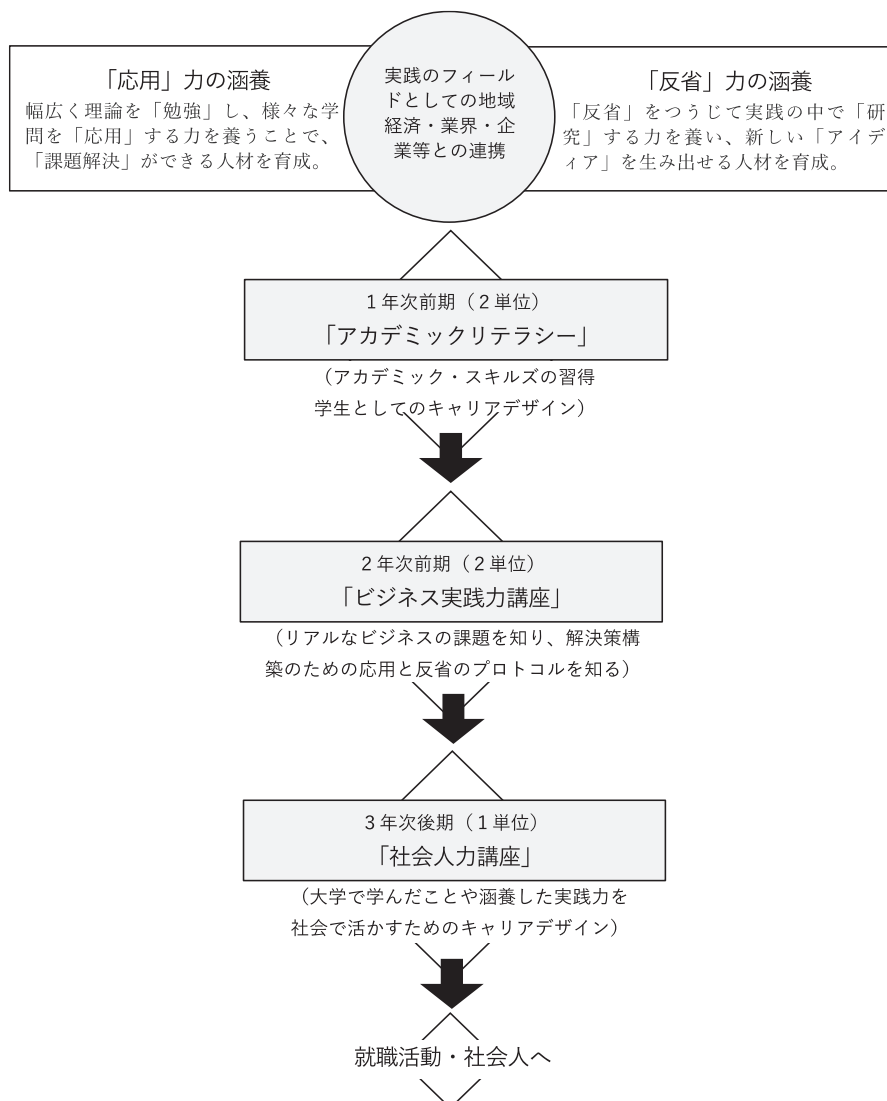 「応用」力の涵養
幅広く理論を「勉強」し、様々な学
問を「応用」する力を養うことで、
「課題解決」ができる人材を育成。
実践のフィール
ドとしての地域
経済・業界・企
業等との連携
「反省」力の涵養
「反省」をつうじて実践の中で「研
究」する力を養い、新しい「アイデ
ィア」を生み出せる人材を育成。
1年次前期（2単位）
「アカデミックリテラシー」
（アカデミック・スキルズの習得
学生としてのキャリアデザイン）
2年次前期（2単位）
「ビジネス実践力講座」
（リアルなビジネスの課題を知り、解決策構
築のための応用と反省のプロトコルを知る）
3年次後期（1単位）
「社会人力講座」
（大学で学んだことや涵養した実践力を
社会で活かすためのキャリアデザイン）
就職活動・社会人へ